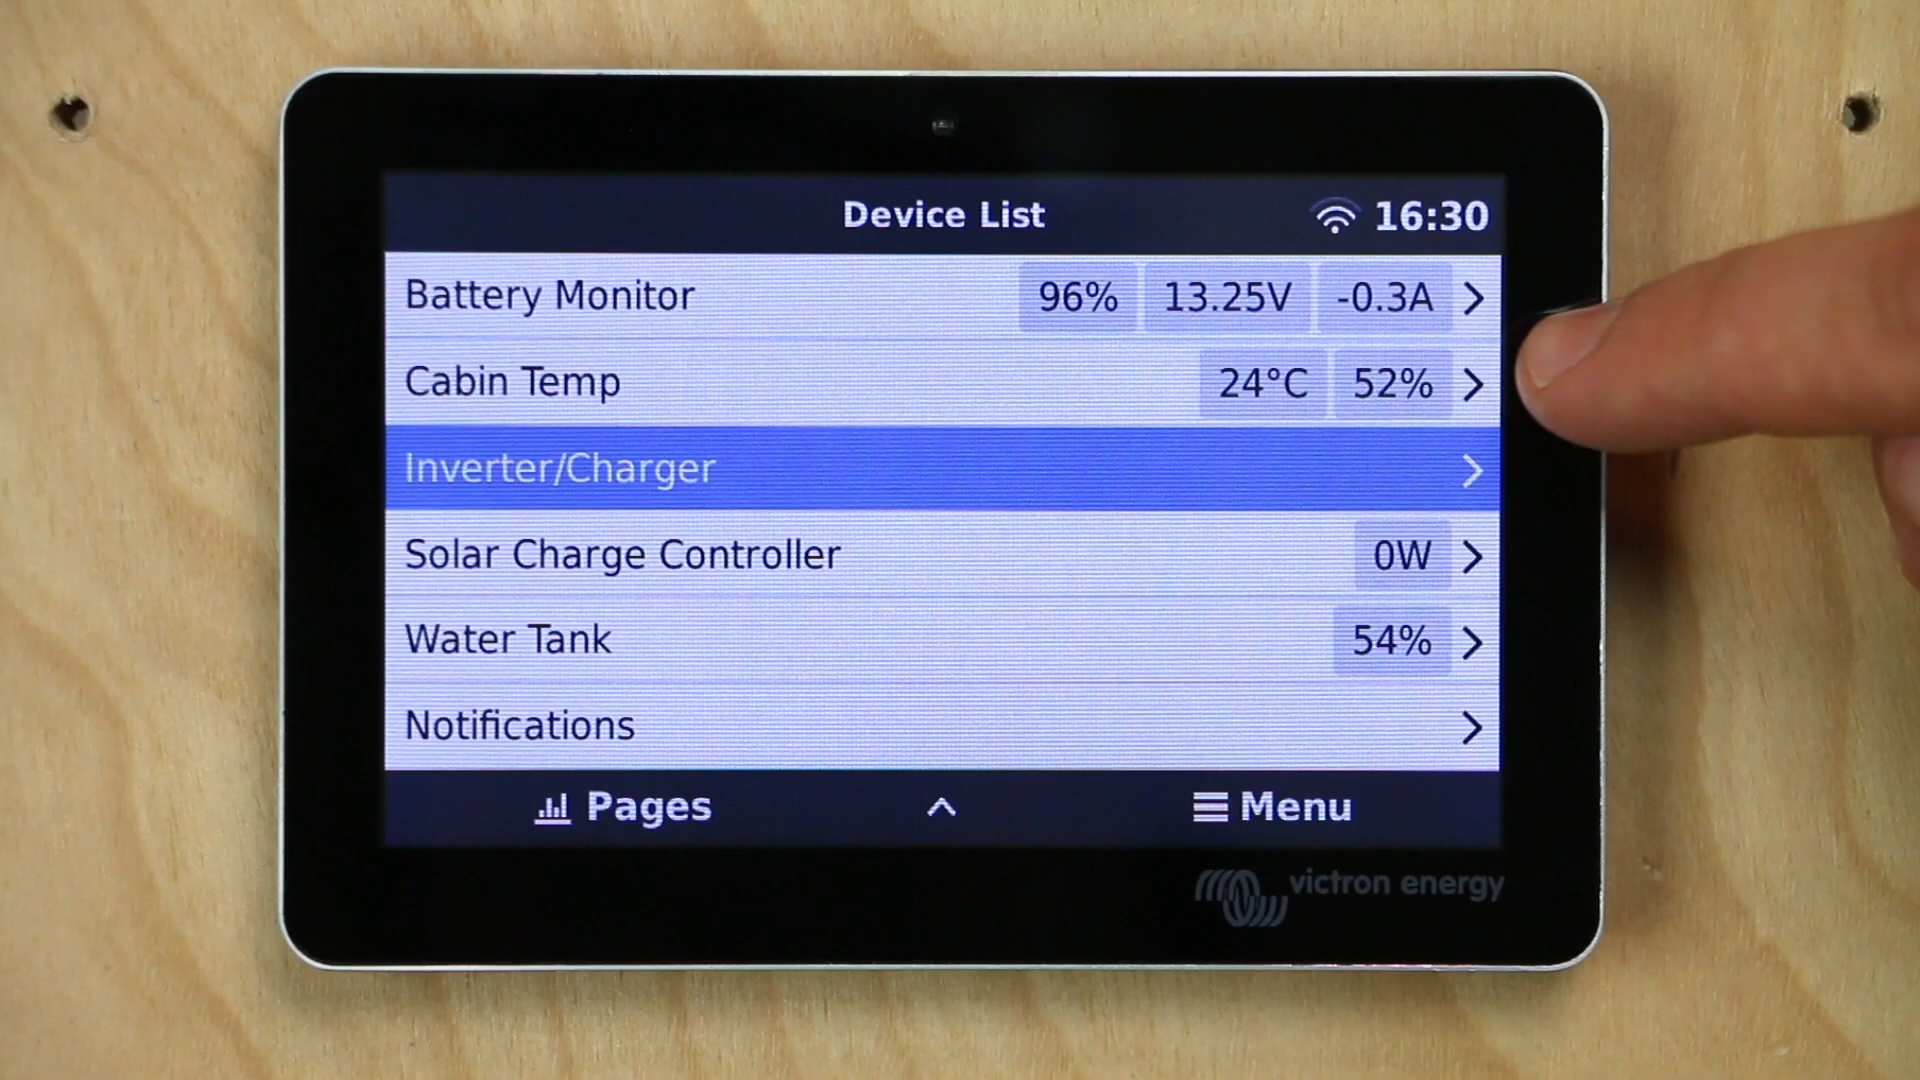 Device List 16:30
Battery Monitor 96% 13.25V -0.3A
Cabin Temp 24°C 52%
Inverter/Charger
Solar Charge Controller 0W
Water Tank 54%
Notifications
Pages Menu
victron energy